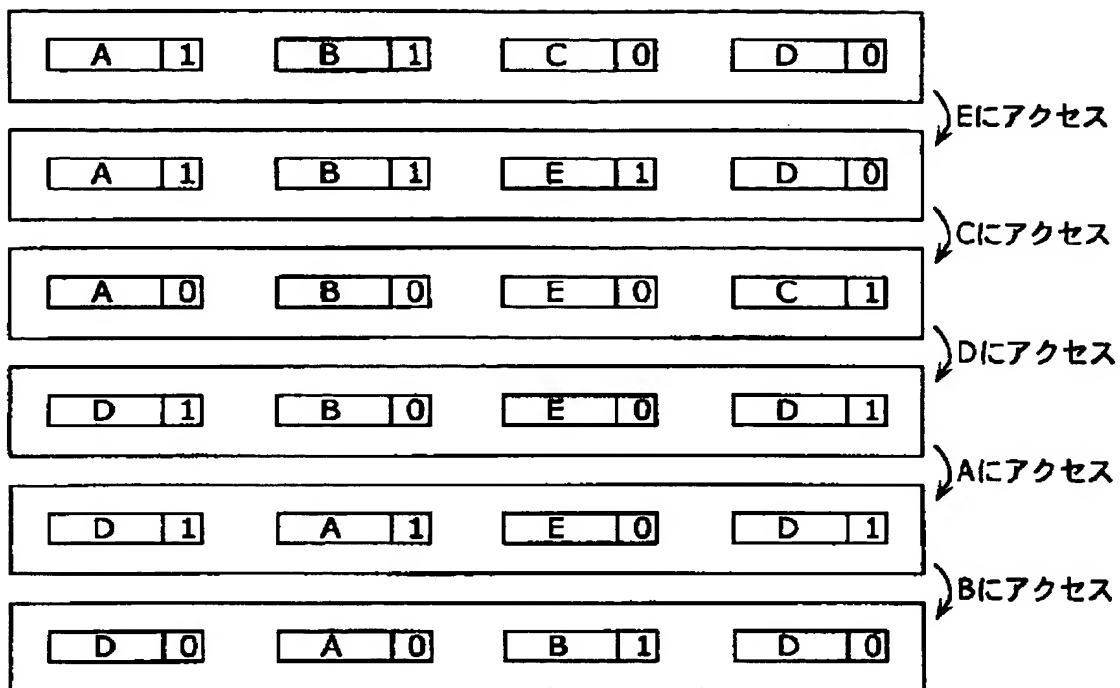 A 1 B 1 C 0 D 0
Eにアクセス
A 1 B 1 E 1 D 0
Cにアクセス
A 0 B 0 E 0 C 1
Dにアクセス
D 1 B 0 E 0 D 1
Aにアクセス
D 1 A 1 E 0 D 1
Bにアクセス
D 0 A 0 B 1 D 0